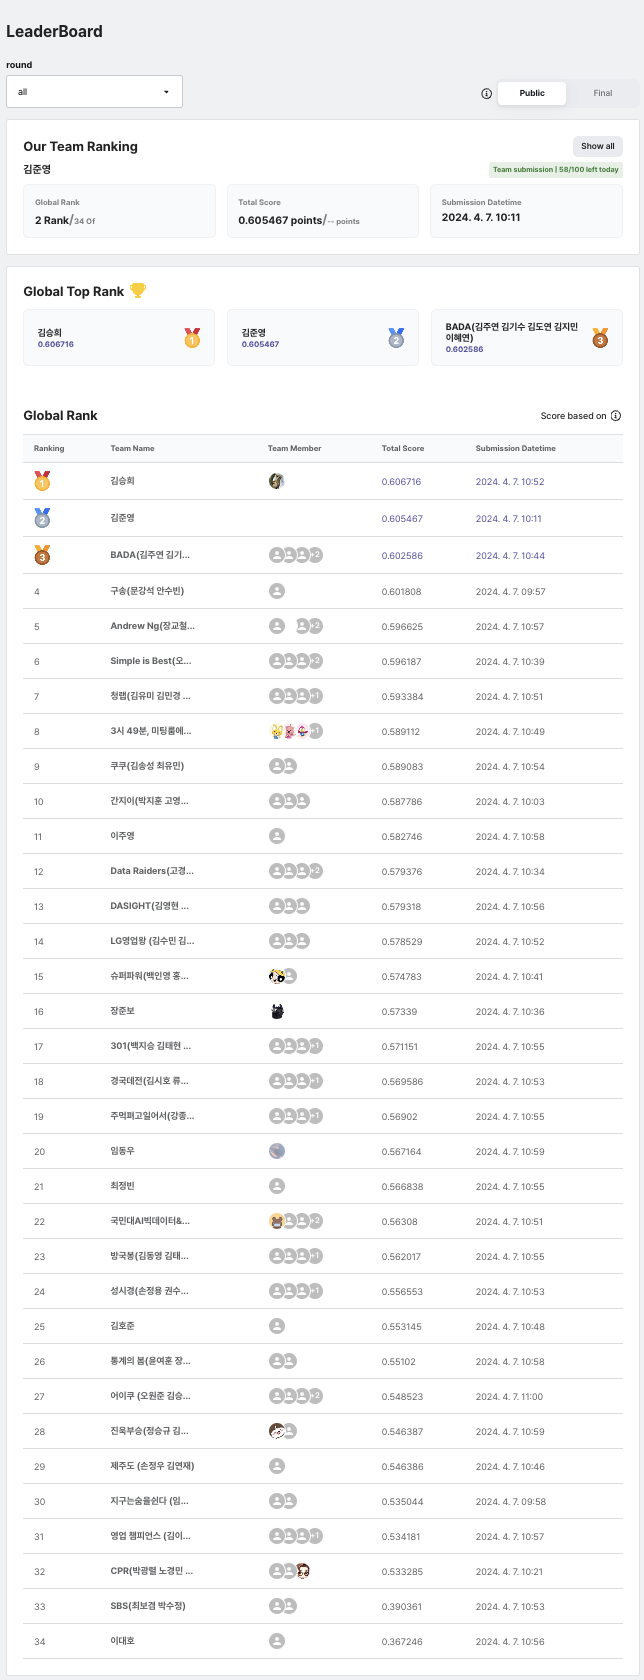 LeaderBoard
round
all
Public
Final
Our Team Ranking
Show all
김준영
Team submission | 58/100 left today
Global Rank
2 Rank/34 Of
Total Score
0.605467 points/-- points
Submission Datetime
2024. 4. 7. 10:11
Global Top Rank
김승희
0.606716
1
김준영
0.605467
2
BADA(김주연 김기수 김도연 김지민
이혜연)
0.602586
3
Global Rank
Score based on
Ranking Team Name Team Member Total Score Submission Datetime
1 김승희 0.606716 2024. 4. 7. 10:52
2 김준영 0.605467 2024. 4. 7. 10:11
3 BADA(김주연 김기... +2 0.602586 2024. 4. 7. 10:44
4 구송(문강석 안수빈) 0.601808 2024. 4. 7. 09:57
5 Andrew Ng(장교철... +2 0.596625 2024. 4. 7. 10:57
6 Simple is Best(오... +2 0.596187 2024. 4. 7. 10:39
7 청랩(김유미 김민경 ... +1 0.593384 2024. 4. 7. 10:51
8 3시 49분, 미팅룸에... +1 0.589112 2024. 4. 7. 10:49
9 쿠쿠(김송성 최유민) 0.589083 2024. 4. 7. 10:54
10 간지이(박지훈 고영... 0.587786 2024. 4. 7. 10:03
11 이주영 0.582746 2024. 4. 7. 10:58
12 Data Raiders(고경... +2 0.579376 2024. 4. 7. 10:34
13 DASIGHT(김영현 ... 0.579318 2024. 4. 7. 10:56
14 LG영업왕 (김수민 김... 0.578529 2024. 4. 7. 10:52
15 슈퍼파워(백인영 홍... 0.574783 2024. 4. 7. 10:41
16 장준보 0.57339 2024. 4. 7. 10:36
17 301(백지승 김태현 ... +1 0.571151 2024. 4. 7. 10:55
18 경국데전(김시호 류... +1 0.569586 2024. 4. 7. 10:53
19 주먹펴고일어서(강종... +1 0.56902 2024. 4. 7. 10:55
20 임동우 0.567164 2024. 4. 7. 10:59
21 최정빈 0.566838 2024. 4. 7. 10:55
22 국민대AI빅데이터&... +2 0.56308 2024. 4. 7. 10:51
23 방국봉(김동영 김태... +1 0.562017 2024. 4. 7. 10:55
24 성시경(손정용 권수... +1 0.556553 2024. 4. 7. 10:53
25 김호준 0.553145 2024. 4. 7. 10:48
26 통계의 봄(윤여훈 장... 0.55102 2024. 4. 7. 10:58
27 어이쿠 (오원준 김승... +2 0.548523 2024. 4. 7. 11:00
28 진욱부승(정승규 김... 0.546387 2024. 4. 7. 10:59
29 제주도 (손정우 김연재) 0.546386 2024. 4. 7. 10:46
30 지구는숨을쉰다 (임... 0.535044 2024. 4. 7. 09:58
31 영업 챔피언스 (김이... +1 0.534181 2024. 4. 7. 10:57
32 CPR(박광렬 노경민 ... 0.533285 2024. 4. 7. 10:21
33 SBS(최보겸 박수정) 0.390361 2024. 4. 7. 10:53
34 이대호 0.367246 2024. 4. 7. 10:56